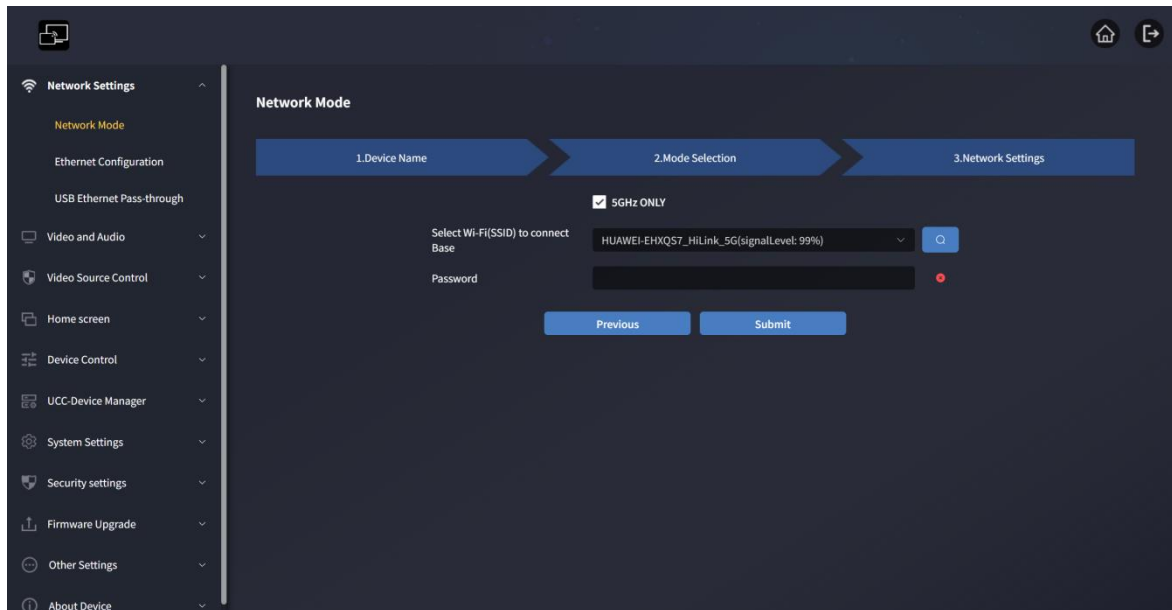 Network Settings
Network Mode
Ethernet Configuration
USB Ethernet Pass-through
Video and Audio
Video Source Control
Home screen
Device Control
UCC-Device Manager
System Settings
Security settings
Firmware Upgrade
Other Settings
About Device
Network Mode
1.Device Name
2.Mode Selection
3.Network Settings
5GHz ONLY
Select Wi-Fi(SSID) to connect
Base
HUAWEI-EHXQS7_HiLink_5G(signalLevel: 99%)
Password
Previous
Submit